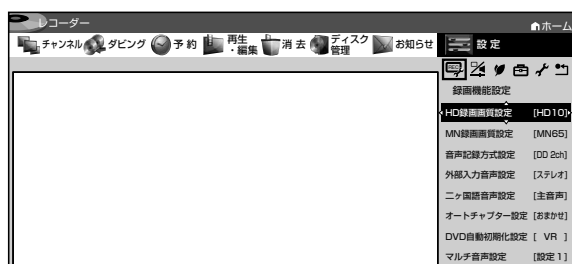 レコーダー
ホーム
チャンネル ダビング 予約 再生・編集 消去 ディスク管理 お知らせ 設定
録画機能設定
HD録画画質設定 [HD10]
MN録画画質設定 [MN65]
音声記録方式設定 [DD 2ch]
外部入力音声設定 [ステレオ]
二ヶ国語音声設定 [主音声]
オートチャプター設定 [おまかせ]
DVD自動初期化設定 [ VR ]
マルチ音声設定 [設定1]